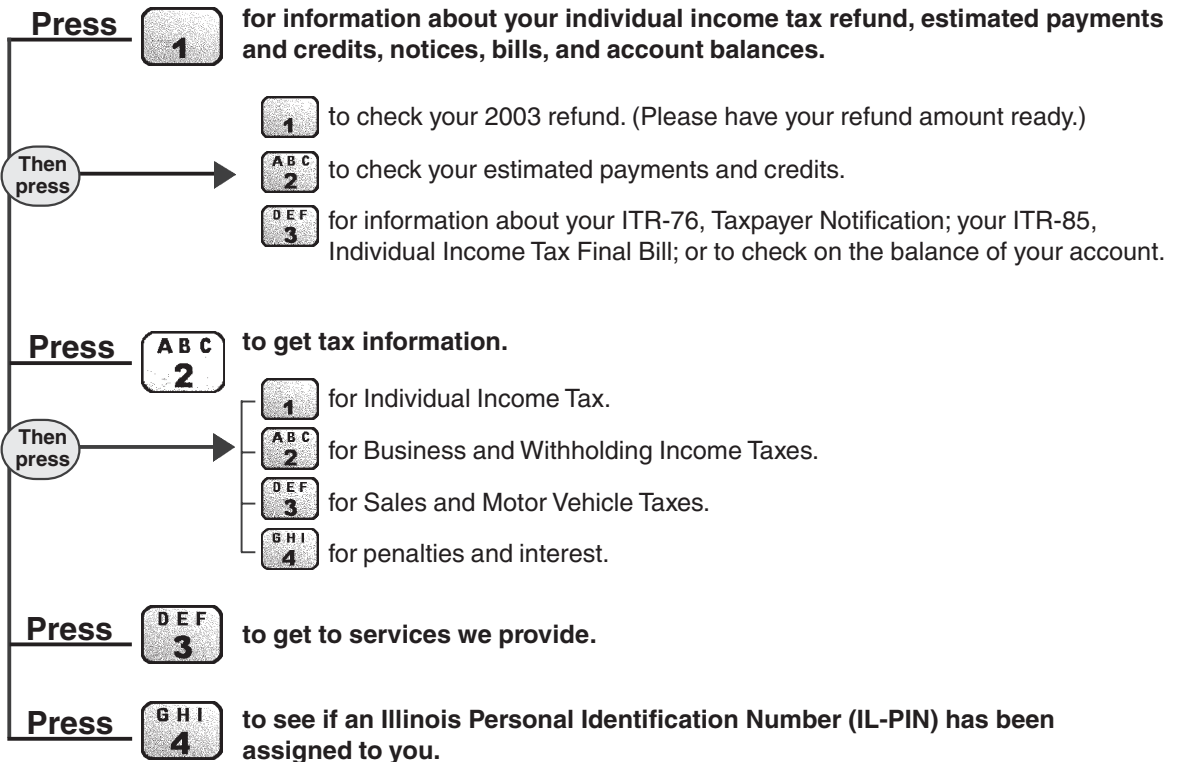 Press 1 for information about your individual income tax refund, estimated payments
and credits, notices, bills, and account balances.
1 to check your 2003 refund. (Please have your refund amount ready.)
Then
press
ABC
2 to check your estimated payments and credits.
DEF
3 for information about your ITR-76, Taxpayer Notification; your ITR-85,
Individual Income Tax Final Bill; or to check on the balance of your account.
Press ABC
2 to get tax information.
1 for Individual Income Tax.
Then
press
ABC
2 for Business and Withholding Income Taxes.
DEF
3 for Sales and Motor Vehicle Taxes.
GHI
4 for penalties and interest.
Press DEF
3 to get to services we provide.
Press GHI
4 to see if an Illinois Personal Identification Number (IL-PIN) has been
assigned to you.